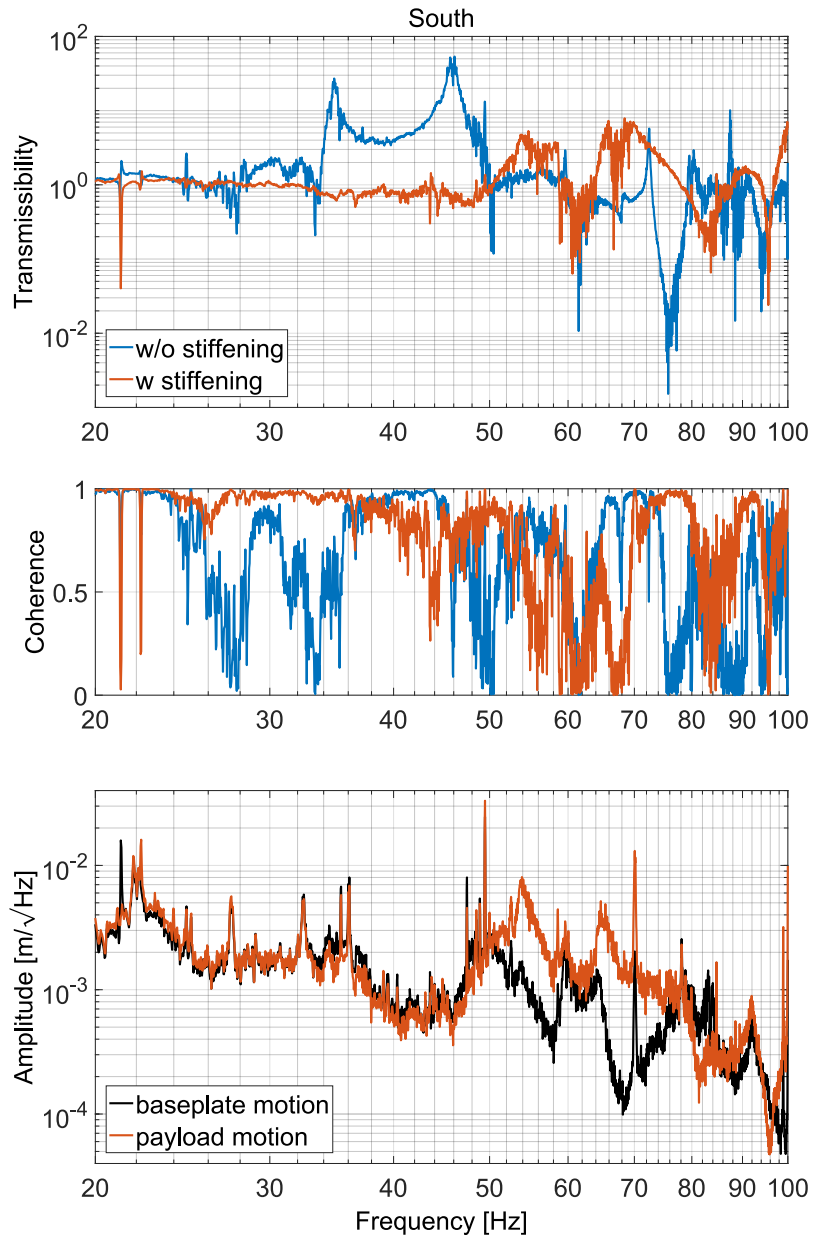 South
Transmissibility
10^2
10^0
10^-2
w/o stiffening
w stiffening
20 30 40 50 60 70 80 90 100
Coherence
1
0.5
0
20 30 40 50 60 70 80 90 100
Amplitude [m/√Hz]
10^-2
10^-3
10^-4
baseplate motion
payload motion
20 30 40 50 60 70 80 90 100
Frequency [Hz]